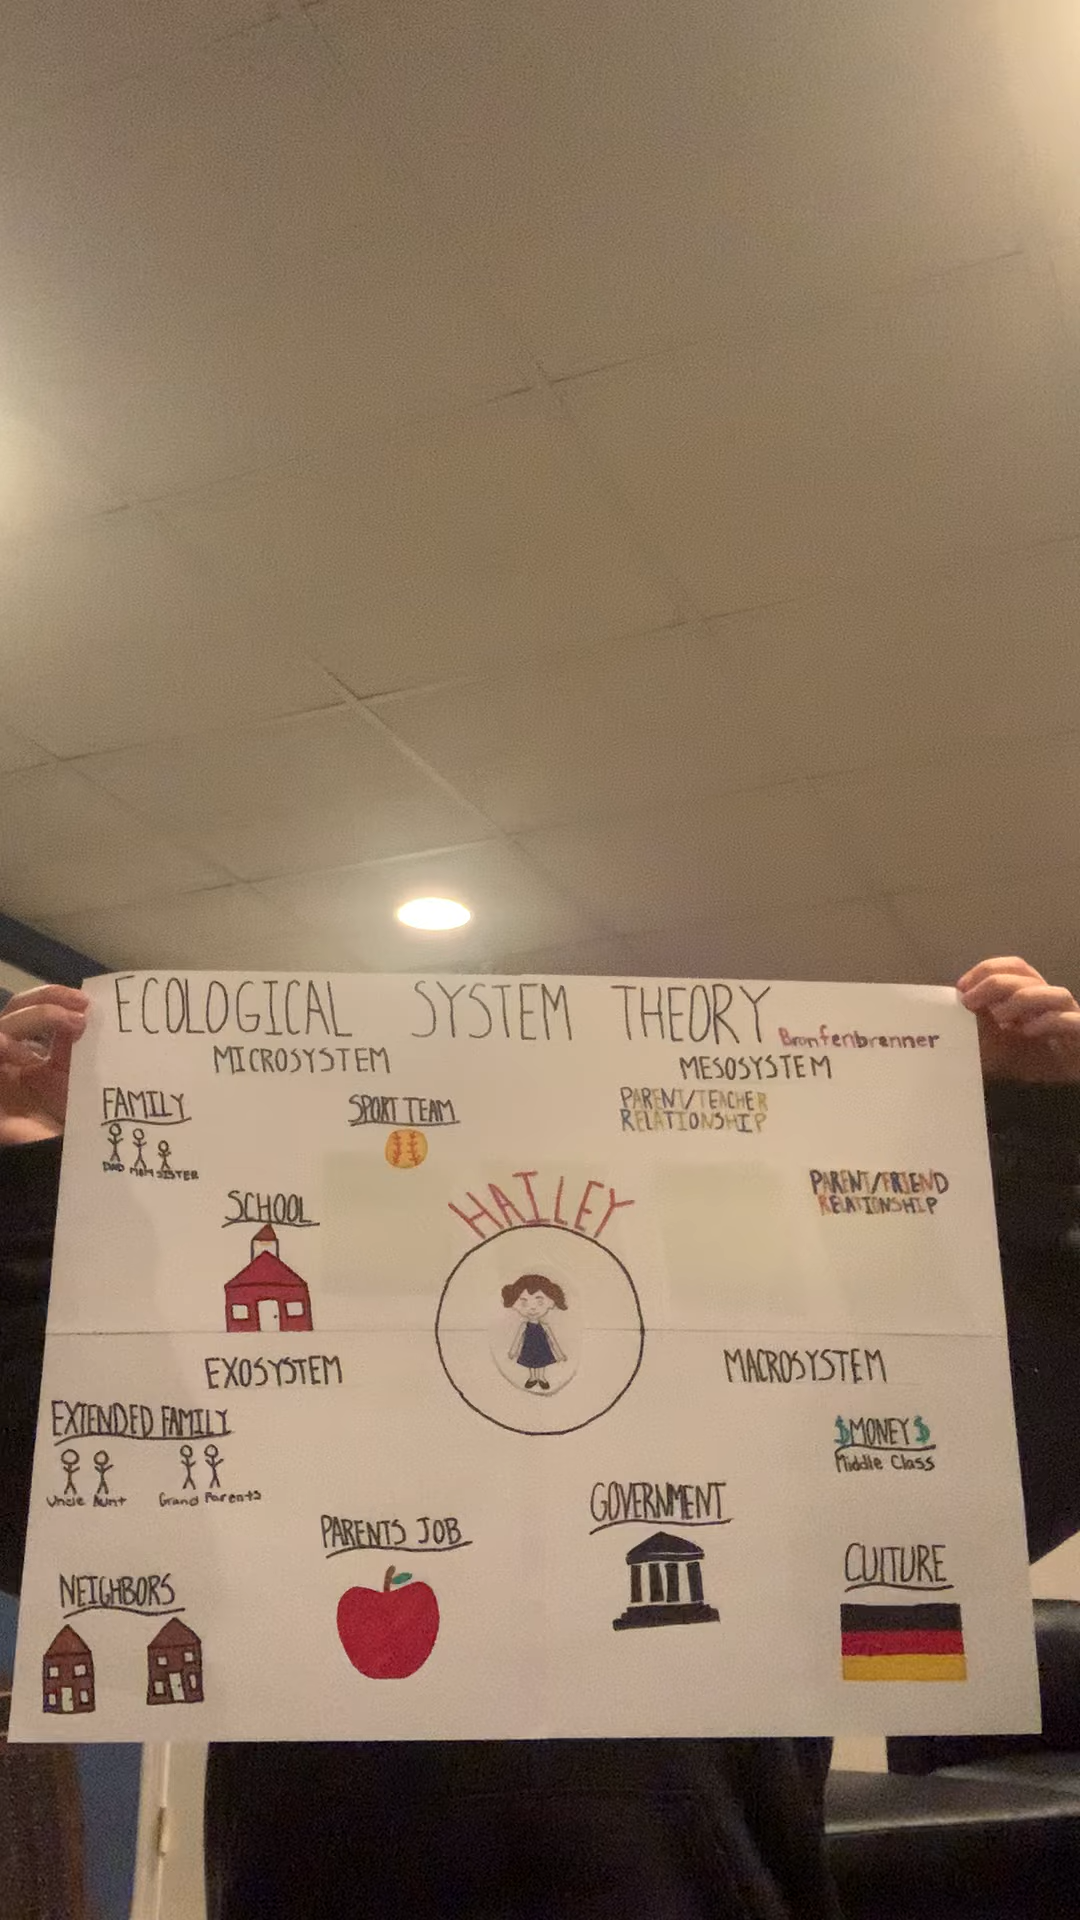 ECOLOGICAL SYSTEM THEORY
Bronfenbrenner
MICROSYSTEM
FAMILY
DAD MOM SISTER
SPORT TEAM
SCHOOL
MESOSYSTEM
PARENT/TEACHER
RELATIONSHIP
PARENT/FRIEND
RELATIONSHIP
HAILEY
EXOSYSTEM
EXTENDED FAMILY
Uncle Aunt
Grand Parents
PARENTS JOB
NEIGHBORS
MACROSYSTEM
$MONEY$
Middle Class
GOVERNMENT
CULTURE